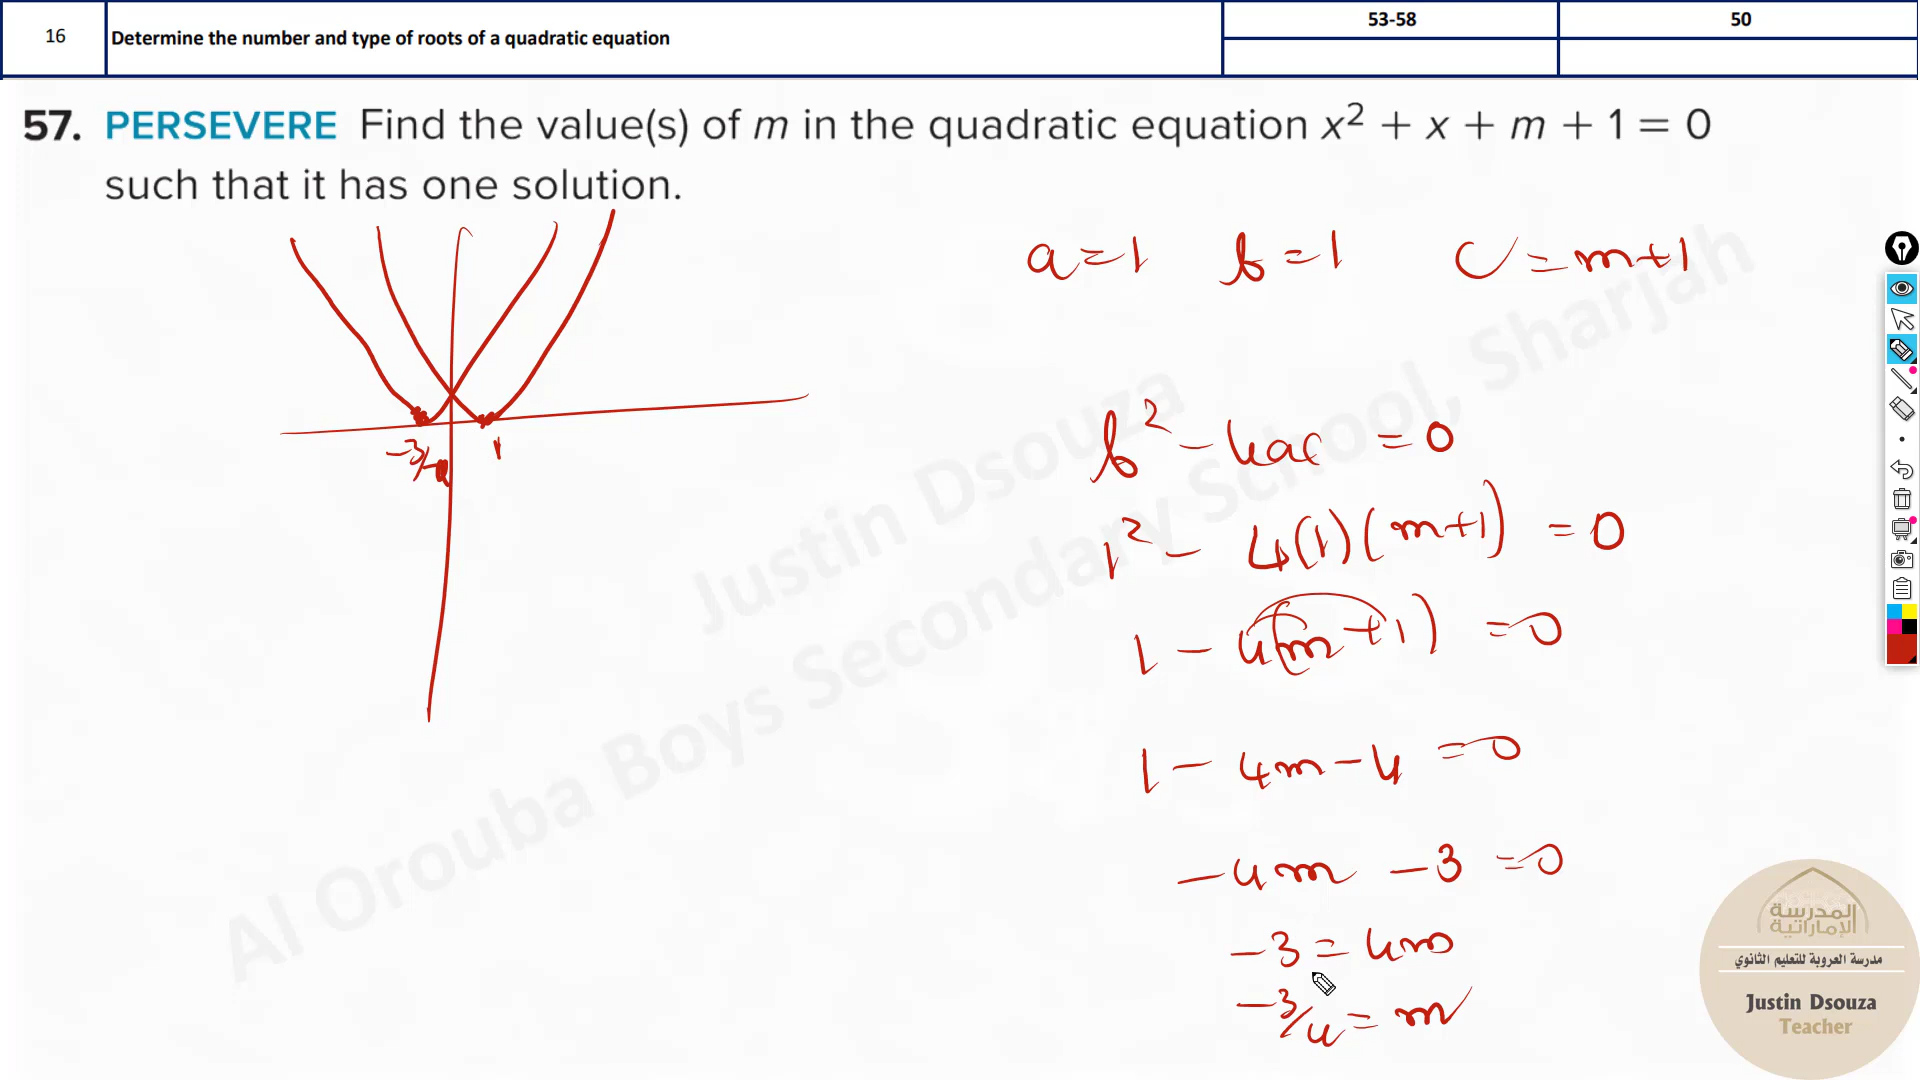 16
Determine the number and type of roots of a quadratic equation
53-58
50
57. PERSEVERE Find the value(s) of m in the quadratic equation x² + x + m + 1 = 0
such that it has one solution.
a=1 b=1 c=m+1
b² - 4ac = 0
1² - 4(1)(m+1) = 0
1 - 4(m+1) = 0
1 - 4m - 4 = 0
-4m - 3 = 0
-3 = 4m
-3/4 = m
-3/4
1
Justin Dsouza
Al Orouba Boys Secondary School, Sharjah
المدرسة
الإماراتية
مدرسة العروبة للتعليم الثانوي
Justin Dsouza
Teacher